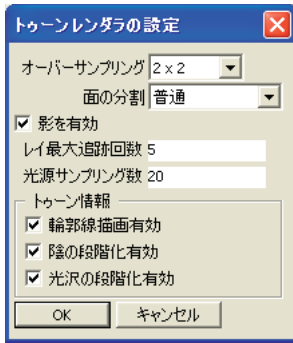 トゥーンレンダラの設定
オーバーサンプリング 2 x 2
面の分割 普通
影を有効
レイ最大追跡回数 5
光源サンプリング数 20
トゥーン情報
輪郭線描画有効
陰の段階化有効
光沢の段階化有効
OK キャンセル